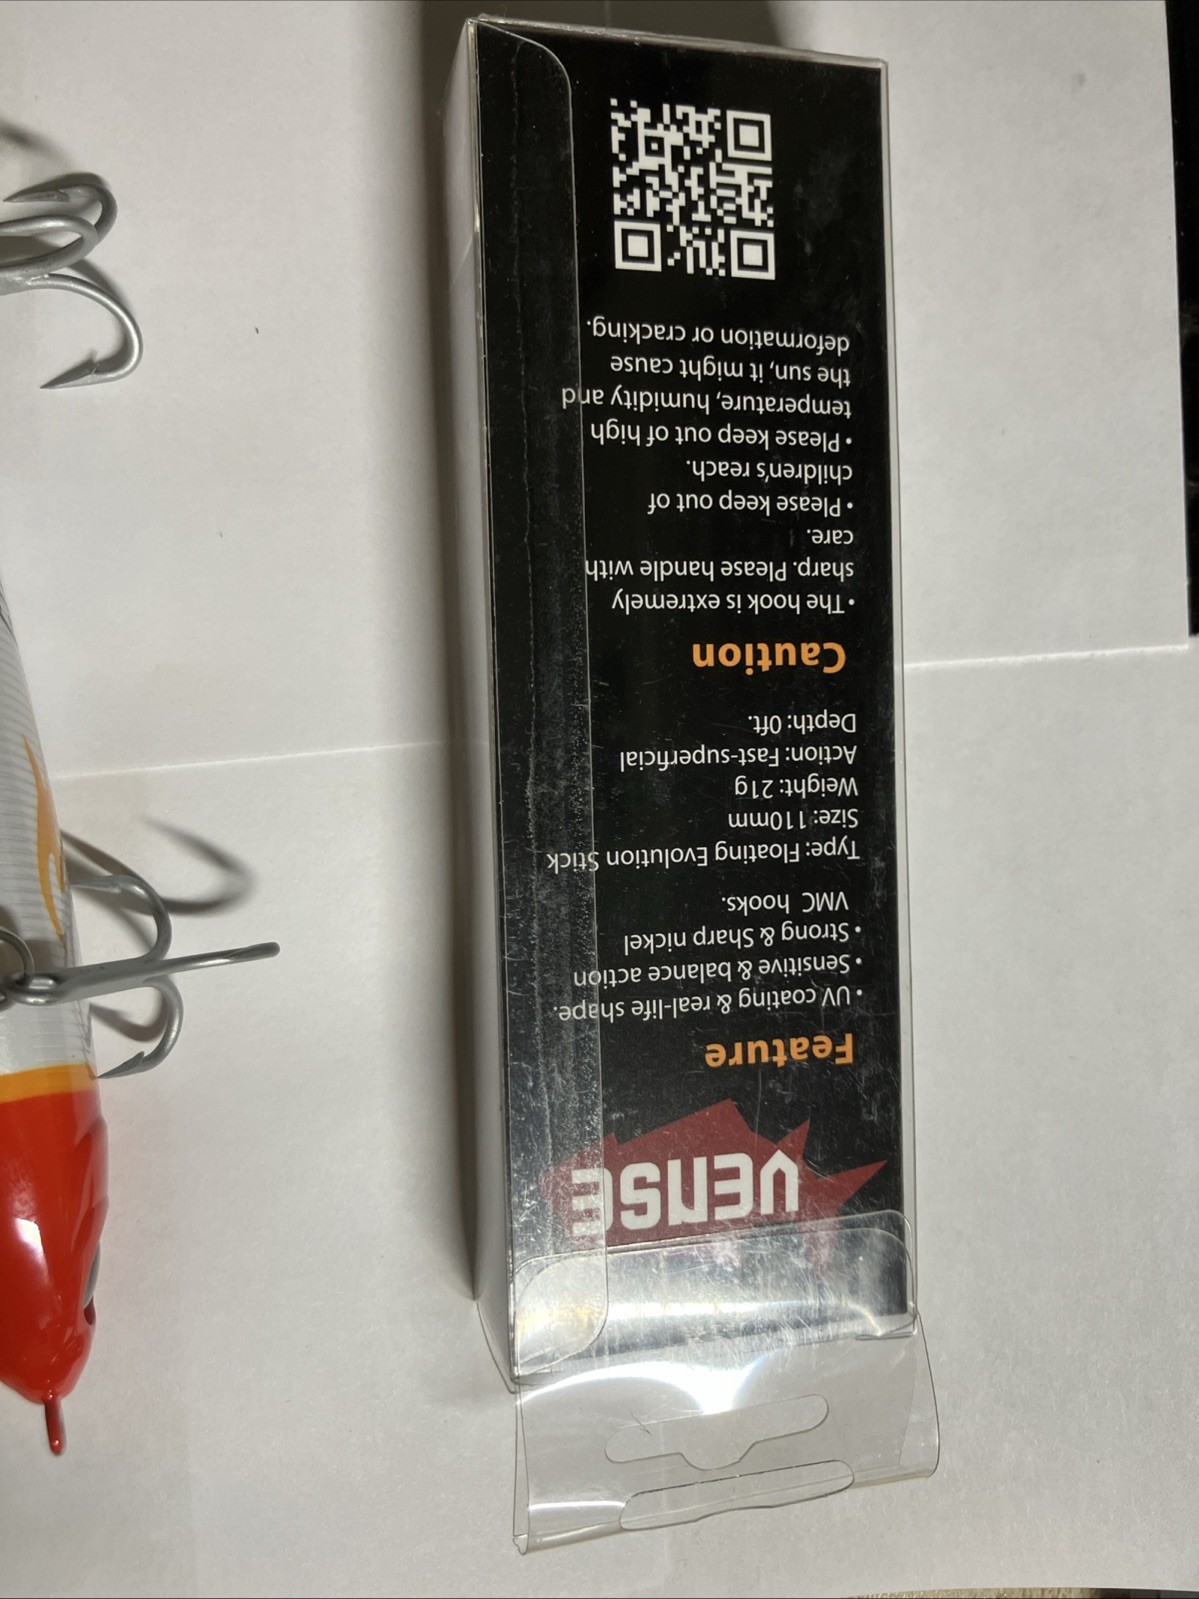 VENSE
Feature
• UV coating & real-life shape.
• Sensitive & balance action
• Strong & Sharp nickel
VMC hooks.
Type: Floating Evolution Stick
Size: 110mm
Weight: 21g
Action: Fast-superficial
Depth: 0ft.
Caution
• The hook is extremely
sharp. Please handle with
care.
• Please keep out of
children's reach.
• Please keep out of high
temperature, humidity and
the sun, it might cause
deformation or cracking.